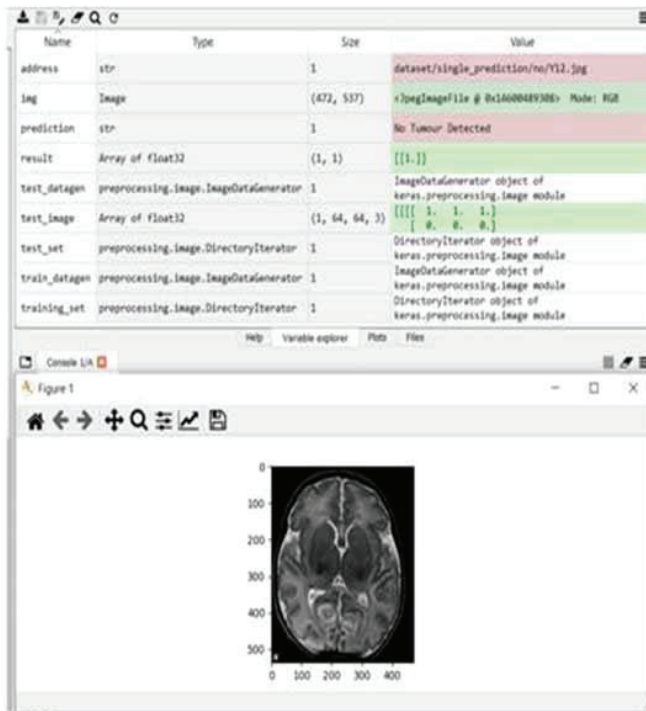 Name Type Size Value
address str 1 dataset/single_prediction/no/Y12.jpg
img Image (472, 537) <JpegImageFile @ 0x1A600489308> Mode: RGB
prediction str 1 No Tumour Detected
result Array of float32 (1, 1) [[1.]]
test_datagen preprocessing.image.ImageDataGenerator 1 ImageDataGenerator object of
keras.preprocessing.image module
test_image Array of float32 (1, 64, 64, 3) [[[[ 1. 1. 1.]
[ 0. 0. 0.]
test_set preprocessing.image.DirectoryIterator 1 DirectoryIterator object of
keras.preprocessing.image module
train_datagen preprocessing.image.ImageDataGenerator 1 ImageDataGenerator object of
keras.preprocessing.image module
training_set preprocessing.image.DirectoryIterator 1 DirectoryIterator object of
keras.preprocessing.image module
Help Variable explorer Plots Files
Console 1/A
Figure 1
0
100
200
300
400
500
0 100 200 300 400